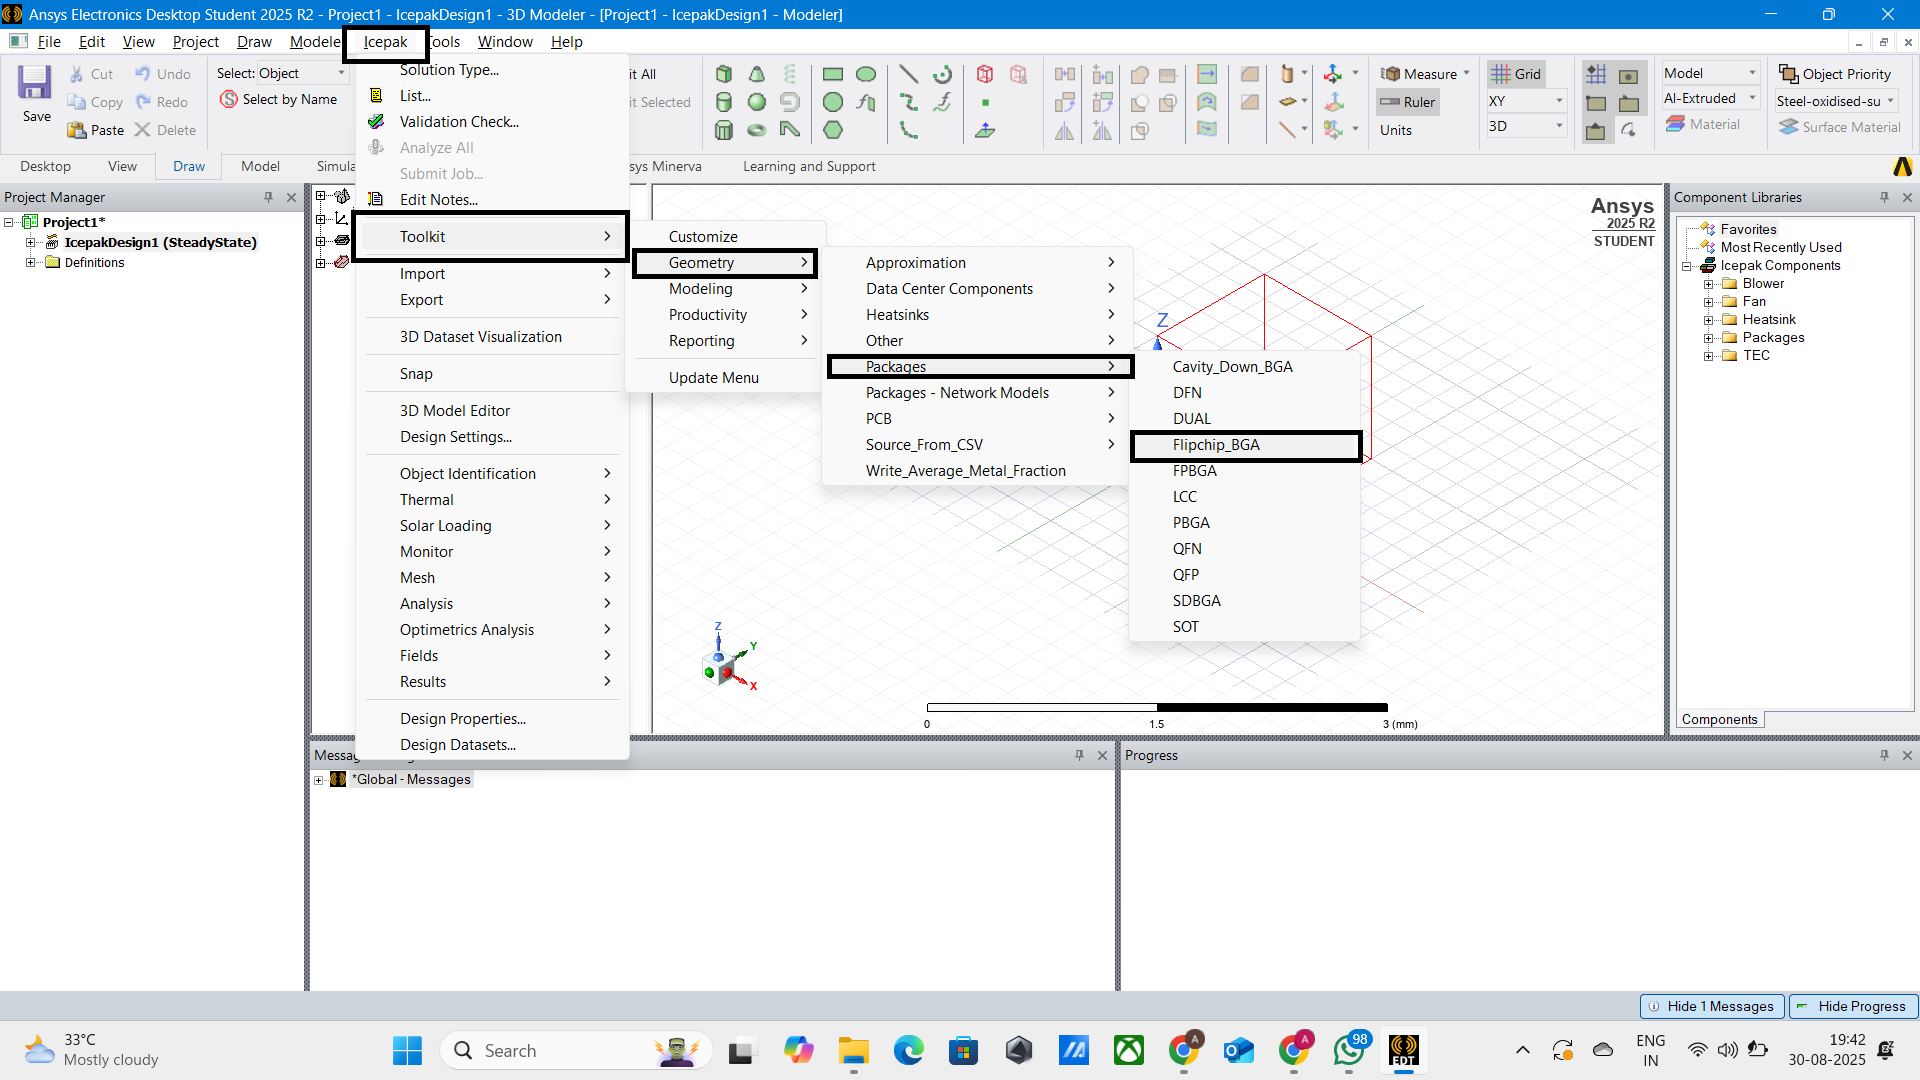 Ansys Electronics Desktop Student 2025 R2 - Project1 - IcepakDesign1 - 3D Modeler - [Project1 - IcepakDesign1 - Modeler]
File Edit View Project Draw Modele Icepak ools Window Help
Save
Cut
Copy
Paste
Undo
Redo
Delete
Select: Object
Select by Name
it All
it Selected
Measure
Ruler
Units
Grid
XY
3D
Model
Al-Extruded
Material
Object Priority
Steel-oxidised-su
Surface Material
Desktop View Draw Model Simula sys Minerva Learning and Support
Project Manager
Project1*
IcepakDesign1 (SteadyState)
Definitions
Solution Type...
List...
Validation Check...
Analyze All
Submit Job...
Edit Notes...
Toolkit
Import
Export
3D Dataset Visualization
Snap
3D Model Editor
Design Settings...
Object Identification
Thermal
Solar Loading
Monitor
Mesh
Analysis
Optimetrics Analysis
Fields
Results
Design Properties...
Design Datasets...
Customize
Geometry
Modeling
Productivity
Reporting
Update Menu
Approximation
Data Center Components
Heatsinks
Other
Packages
Packages - Network Models
PCB
Source_From_CSV
Write_Average_Metal_Fraction
Cavity_Down_BGA
DFN
DUAL
Flipchip_BGA
FPBGA
LCC
PBGA
QFN
QFP
SDBGA
SOT
Ansys
2025 R2
STUDENT
Z
Z
Y
X
0 1.5 3 (mm)
Component Libraries
Favorites
Most Recently Used
Icepak Components
Blower
Fan
Heatsink
Packages
TEC
Components
Messag
*Global - Messages
Progress
Hide 1 Messages
Hide Progress
33°C
Mostly cloudy
Search
A
A
98
EDT
ENG
IN
19:42
30-08-2025